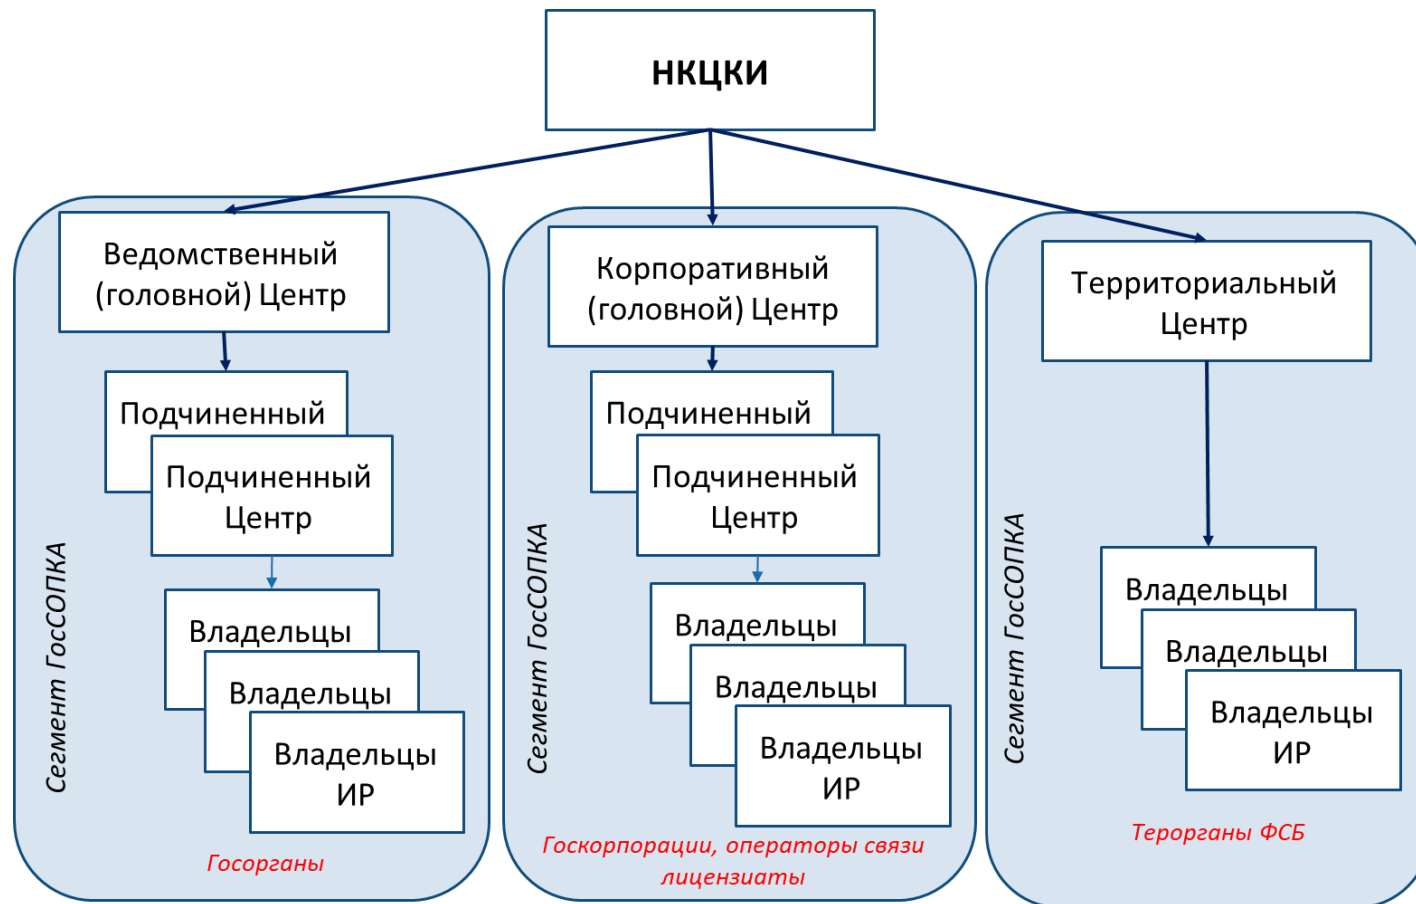 НКЦКИ
Ведомственный
(головной) Центр
Подчиненный
Подчиненный
Центр
Владельцы
Владельцы
Владельцы
ИР
Сегмент ГосСОПКА
Госорганы
Корпоративный
(головной) Центр
Подчиненный
Подчиненный
Центр
Владельцы
Владельцы
Владельцы
ИР
Сегмент ГосСОПКА
Госкорпорации, операторы связи
лицензиаты
Территориальный
Центр
Владельцы
Владельцы
Владельцы
ИР
Сегмент ГосСОПКА
Терорганы ФСБ